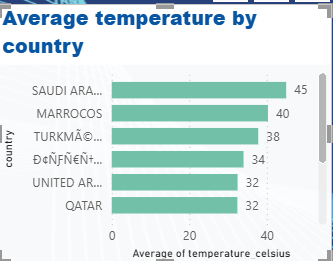 Average temperature by
country
country
SAUDI ARA... 45
MARROCOS 40
TURKMÃ©... 38
Ð¢ÑƒÑ€Ñ†... 34
UNITED AR... 32
QATAR 32
0 20 40
Average of temperature_celsius